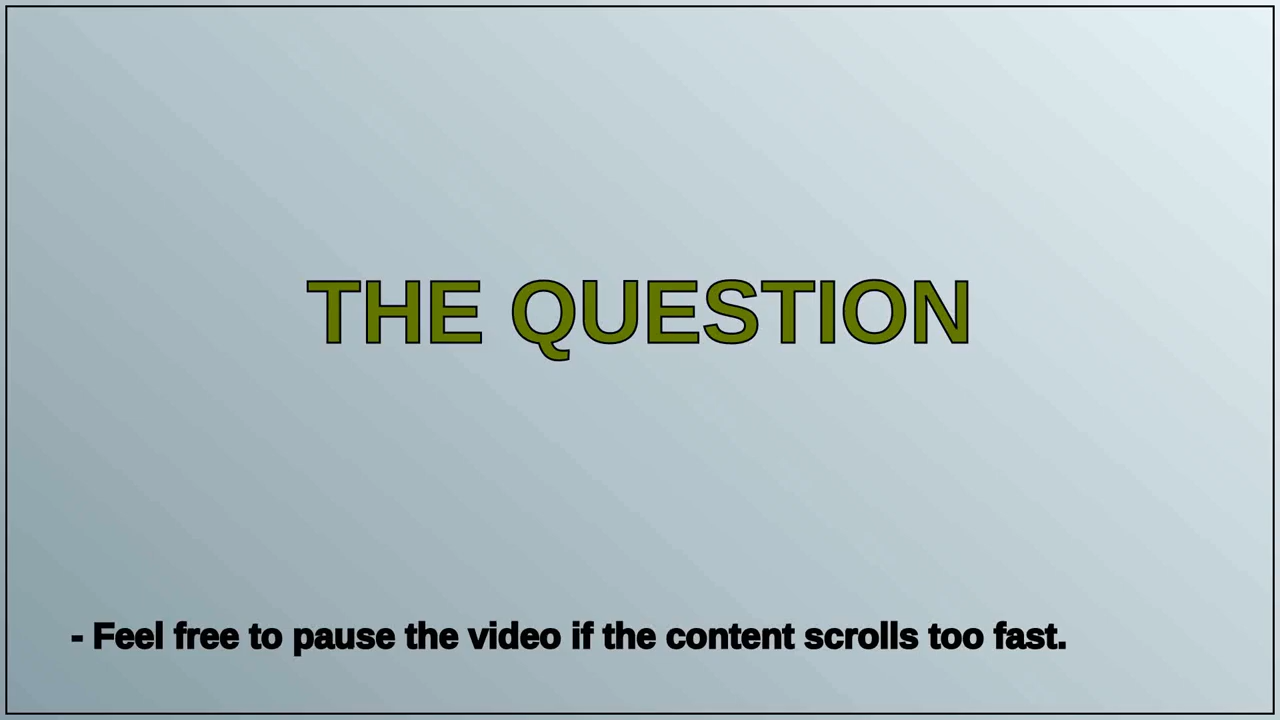 THE QUESTION
- Feel free to pause the video if the content scrolls too fast.